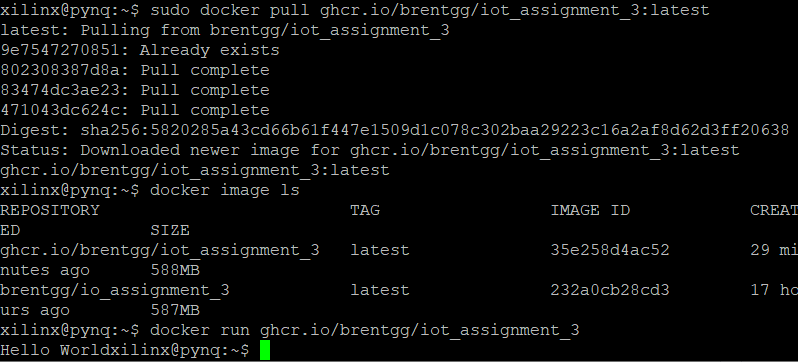 xilinx@pynq:~$ sudo docker pull ghcr.io/brentgg/iot_assignment_3:latest
latest: Pulling from brentgg/iot_assignment_3
9e7547270851: Already exists
802308387d8a: Pull complete
83474dc3ae23: Pull complete
471043dc624c: Pull complete
Digest: sha256:5820285a43cd66b61f447e1509d1c078c302baa29223c16a2af8d62d3ff20638
Status: Downloaded newer image for ghcr.io/brentgg/iot_assignment_3:latest
ghcr.io/brentgg/iot_assignment_3:latest
xilinx@pynq:~$ docker image ls
REPOSITORY                         TAG                 IMAGE ID            CREAT
ED             SIZE
ghcr.io/brentgg/iot_assignment_3   latest              35e258d4ac52        29 mi
nutes ago      588MB
brentgg/io_assignment_3            latest              232a0cb28cd3        17 ho
urs ago        587MB
xilinx@pynq:~$ docker run ghcr.io/brentgg/iot_assignment_3
Hello Worldxilinx@pynq:~$